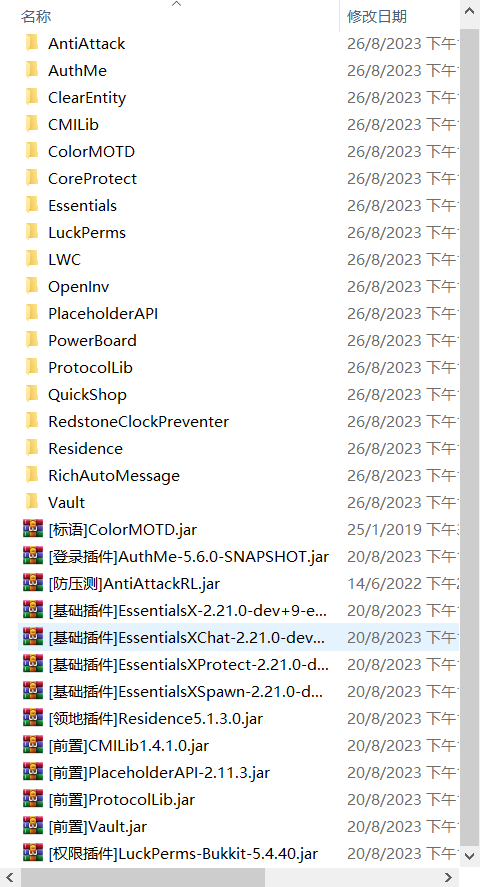 名称 修改日期
AntiAttack 26/8/2023 下午
AuthMe 26/8/2023 下午
ClearEntity 26/8/2023 下午
CMILib 26/8/2023 下午
ColorMOTD 26/8/2023 下午
CoreProtect 26/8/2023 下午
Essentials 26/8/2023 下午
LuckPerms 26/8/2023 下午
LWC 26/8/2023 下午
OpenInv 26/8/2023 下午
PlaceholderAPI 26/8/2023 下午
PowerBoard 26/8/2023 下午
ProtocolLib 26/8/2023 下午
QuickShop 26/8/2023 下午
RedstoneClockPreventer 26/8/2023 下午
Residence 26/8/2023 下午
RichAutoMessage 26/8/2023 下午
Vault 26/8/2023 下午
[标语]ColorMOTD.jar 25/1/2019 下午
[登录插件]AuthMe-5.6.0-SNAPSHOT.jar 20/8/2023 下午
[防压测]AntiAttackRL.jar 14/6/2022 下午
[基础插件]EssentialsX-2.21.0-dev+9-e... 20/8/2023 下午
[基础插件]EssentialsXChat-2.21.0-dev... 20/8/2023 下午
[基础插件]EssentialsXProtect-2.21.0-d... 20/8/2023 下午
[基础插件]EssentialsXSpawn-2.21.0-d... 20/8/2023 下午
[领地插件]Residence5.1.3.0.jar 20/8/2023 下午
[前置]CMILib1.4.1.0.jar 20/8/2023 下午
[前置]PlaceholderAPI-2.11.3.jar 20/8/2023 下午
[前置]ProtocolLib.jar 20/8/2023 下午
[前置]Vault.jar 20/8/2023 下午
[权限插件]LuckPerms-Bukkit-5.4.40.jar 20/8/2023 下午